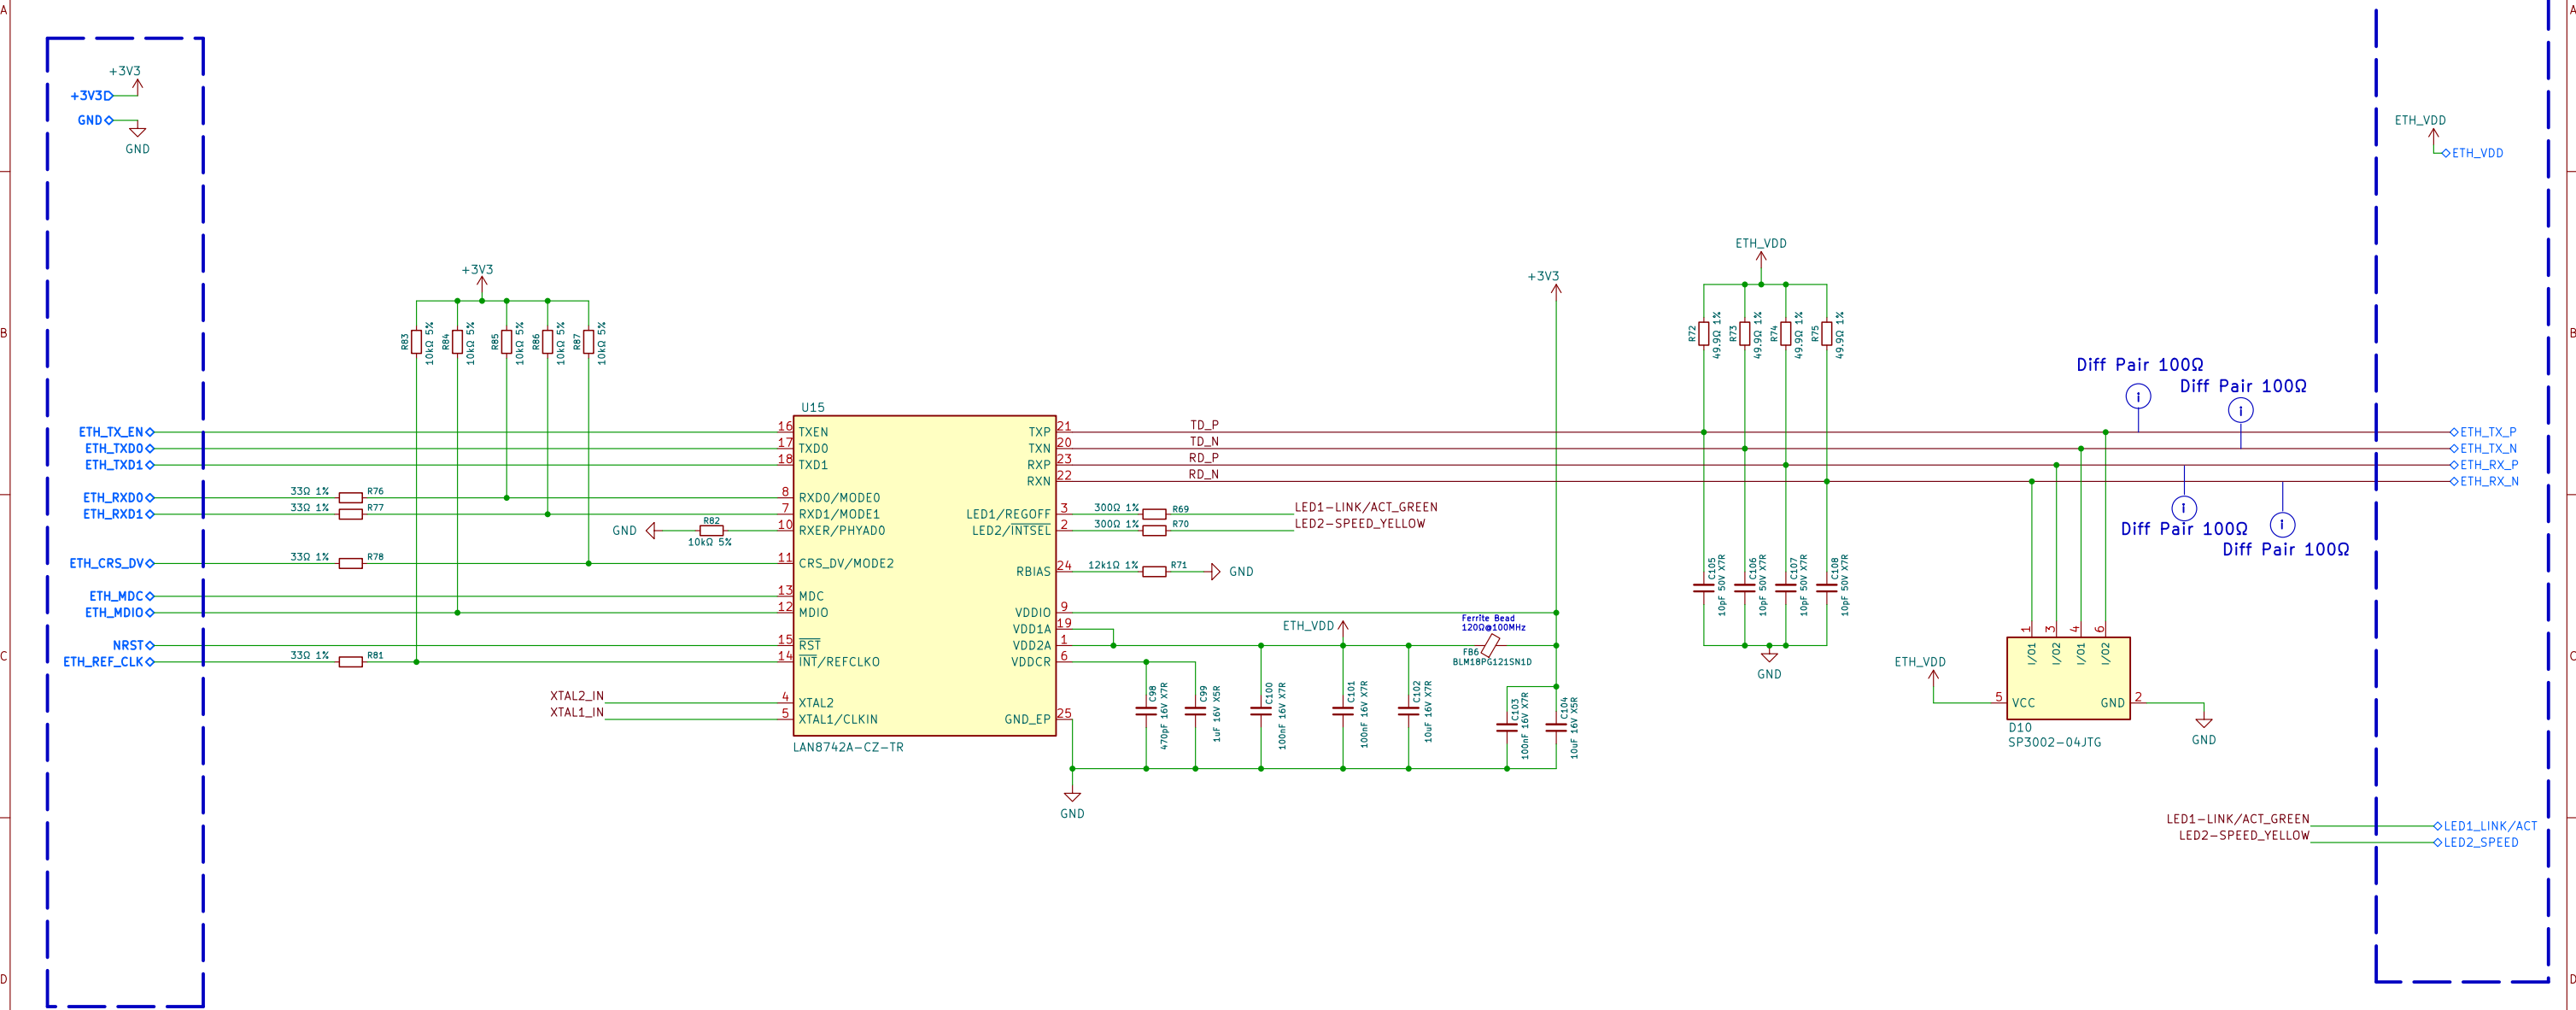 A
A
+3V3
+3V3
GND
GND
ETH_VDD
ETH_VDD
+3V3
R83
10kΩ 5%
R84
10kΩ 5%
R85
10kΩ 5%
R86
10kΩ 5%
R87
10kΩ 5%
B
B
ETH_TX_EN
ETH_TXD0
ETH_TXD1
ETH_RXD0
ETH_RXD1
ETH_CRS_DV
ETH_MDC
ETH_MDIO
NRST
ETH_REF_CLK
33Ω 1% R76
33Ω 1% R77
33Ω 1% R78
33Ω 1% R81
GND
R82
10kΩ 5%
XTAL2_IN
XTAL1_IN
U15
16 TXEN
17 TXD0
18 TXD1
8 RXD0/MODE0
7 RXD1/MODE1
10 RXER/PHYAD0
11 CRS_DV/MODE2
13 MDC
12 MDIO
15 RST
14 INT/REFCLKO
4 XTAL2
5 XTAL1/CLKIN
TXP 21
TXN 20
RXP 23
RXN 22
LED1/REGOFF 3
LED2/INTSEL 2
RBIAS 24
VDDIO 9
VDD1A 19
VDD2A 1
VDDCR 6
GND_EP 25
LAN8742A-CZ-TR
TD_P
TD_N
RD_P
RD_N
300Ω 1% R69
LED1-LINK/ACT_GREEN
300Ω 1% R70
LED2-SPEED_YELLOW
12k1Ω 1% R71
GND
+3V3
ETH_VDD
Ferrite Bead
120Ω@100MHz
FB6
BLM18PG121SN1D
C98
470pF 16V X7R
C99
1uF 16V X5R
C100
100nF 16V X7R
C101
100nF 16V X7R
C102
10uF 16V X7R
C103
100nF 16V X7R
C104
10uF 16V X5R
GND
ETH_VDD
R72
49.9Ω 1%
R73
49.9Ω 1%
R74
49.9Ω 1%
R75
49.9Ω 1%
C105
10pF 50V X7R
C106
10pF 50V X7R
C107
10pF 50V X7R
C108
10pF 50V X7R
GND
Diff Pair 100Ω
Diff Pair 100Ω
i
i
i
i
Diff Pair 100Ω
Diff Pair 100Ω
ETH_TX_P
ETH_TX_N
ETH_RX_P
ETH_RX_N
ETH_VDD
1 3 4 6
I/O1 I/O2 I/O1 I/O2
5 VCC
GND 2
D10
SP3002-04JTG
GND
C
C
LED1-LINK/ACT_GREEN
LED1_LINK/ACT
LED2-SPEED_YELLOW
LED2_SPEED
D
D